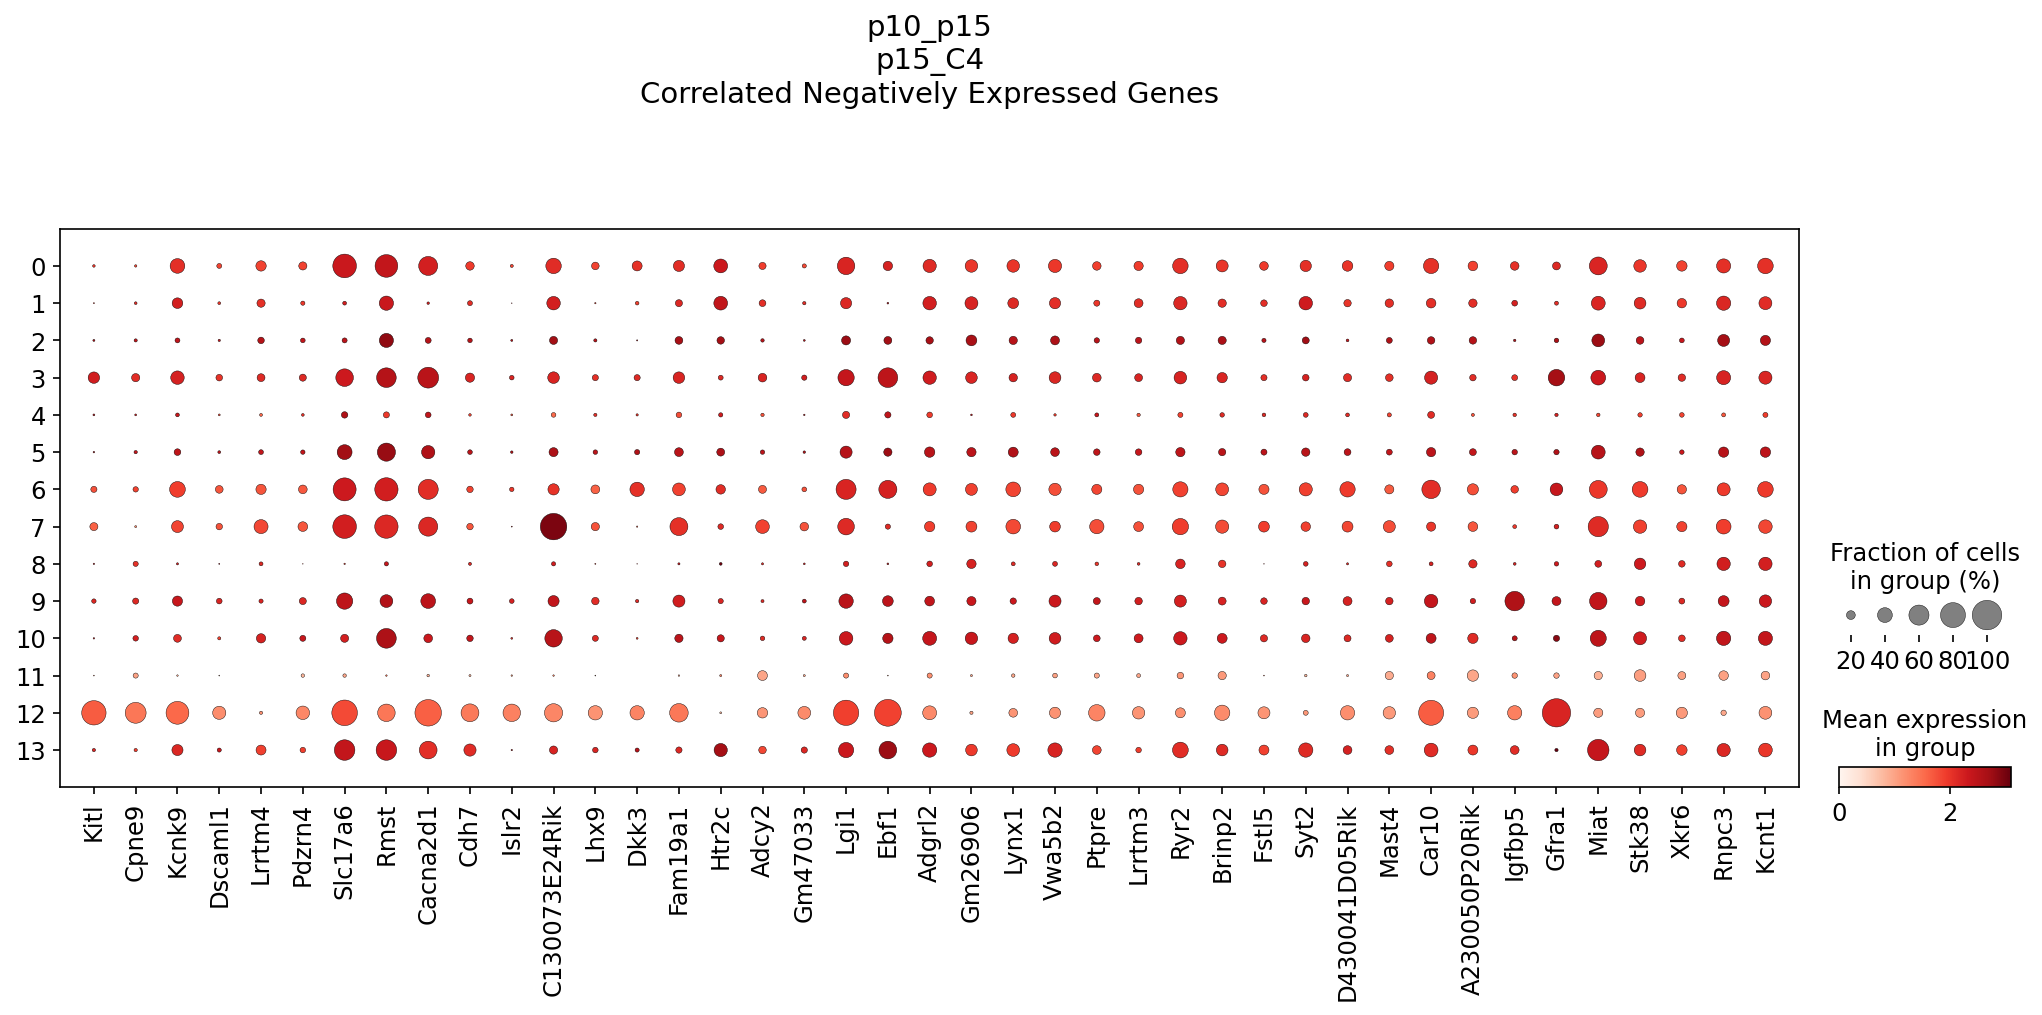 p10_p15
p15_C4
Correlated Negatively Expressed Genes
0
1
2
3
4
5
6
7
8
9
10
11
12
13
Kitl
Cpne9
Kcnk9
Dscaml1
Lrrtm4
Pdzrn4
Slc17a6
Rmst
Cacna2d1
Cdh7
Islr2
C130073E24Rik
Lhx9
Dkk3
Fam19a1
Htr2c
Adcy2
Gm47033
Lgi1
Ebf1
Adgrl2
Gm26906
Lynx1
Vwa5b2
Ptpre
Lrrtm3
Ryr2
Brinp2
Fstl5
Syt2
D430041D05Rik
Mast4
Car10
A230050P20Rik
Igfbp5
Gfra1
Miat
Stk38
Xkr6
Rnpc3
Kcnt1
Fraction of cells
in group (%)
20 40 60 80 100
Mean expression
in group
0 2